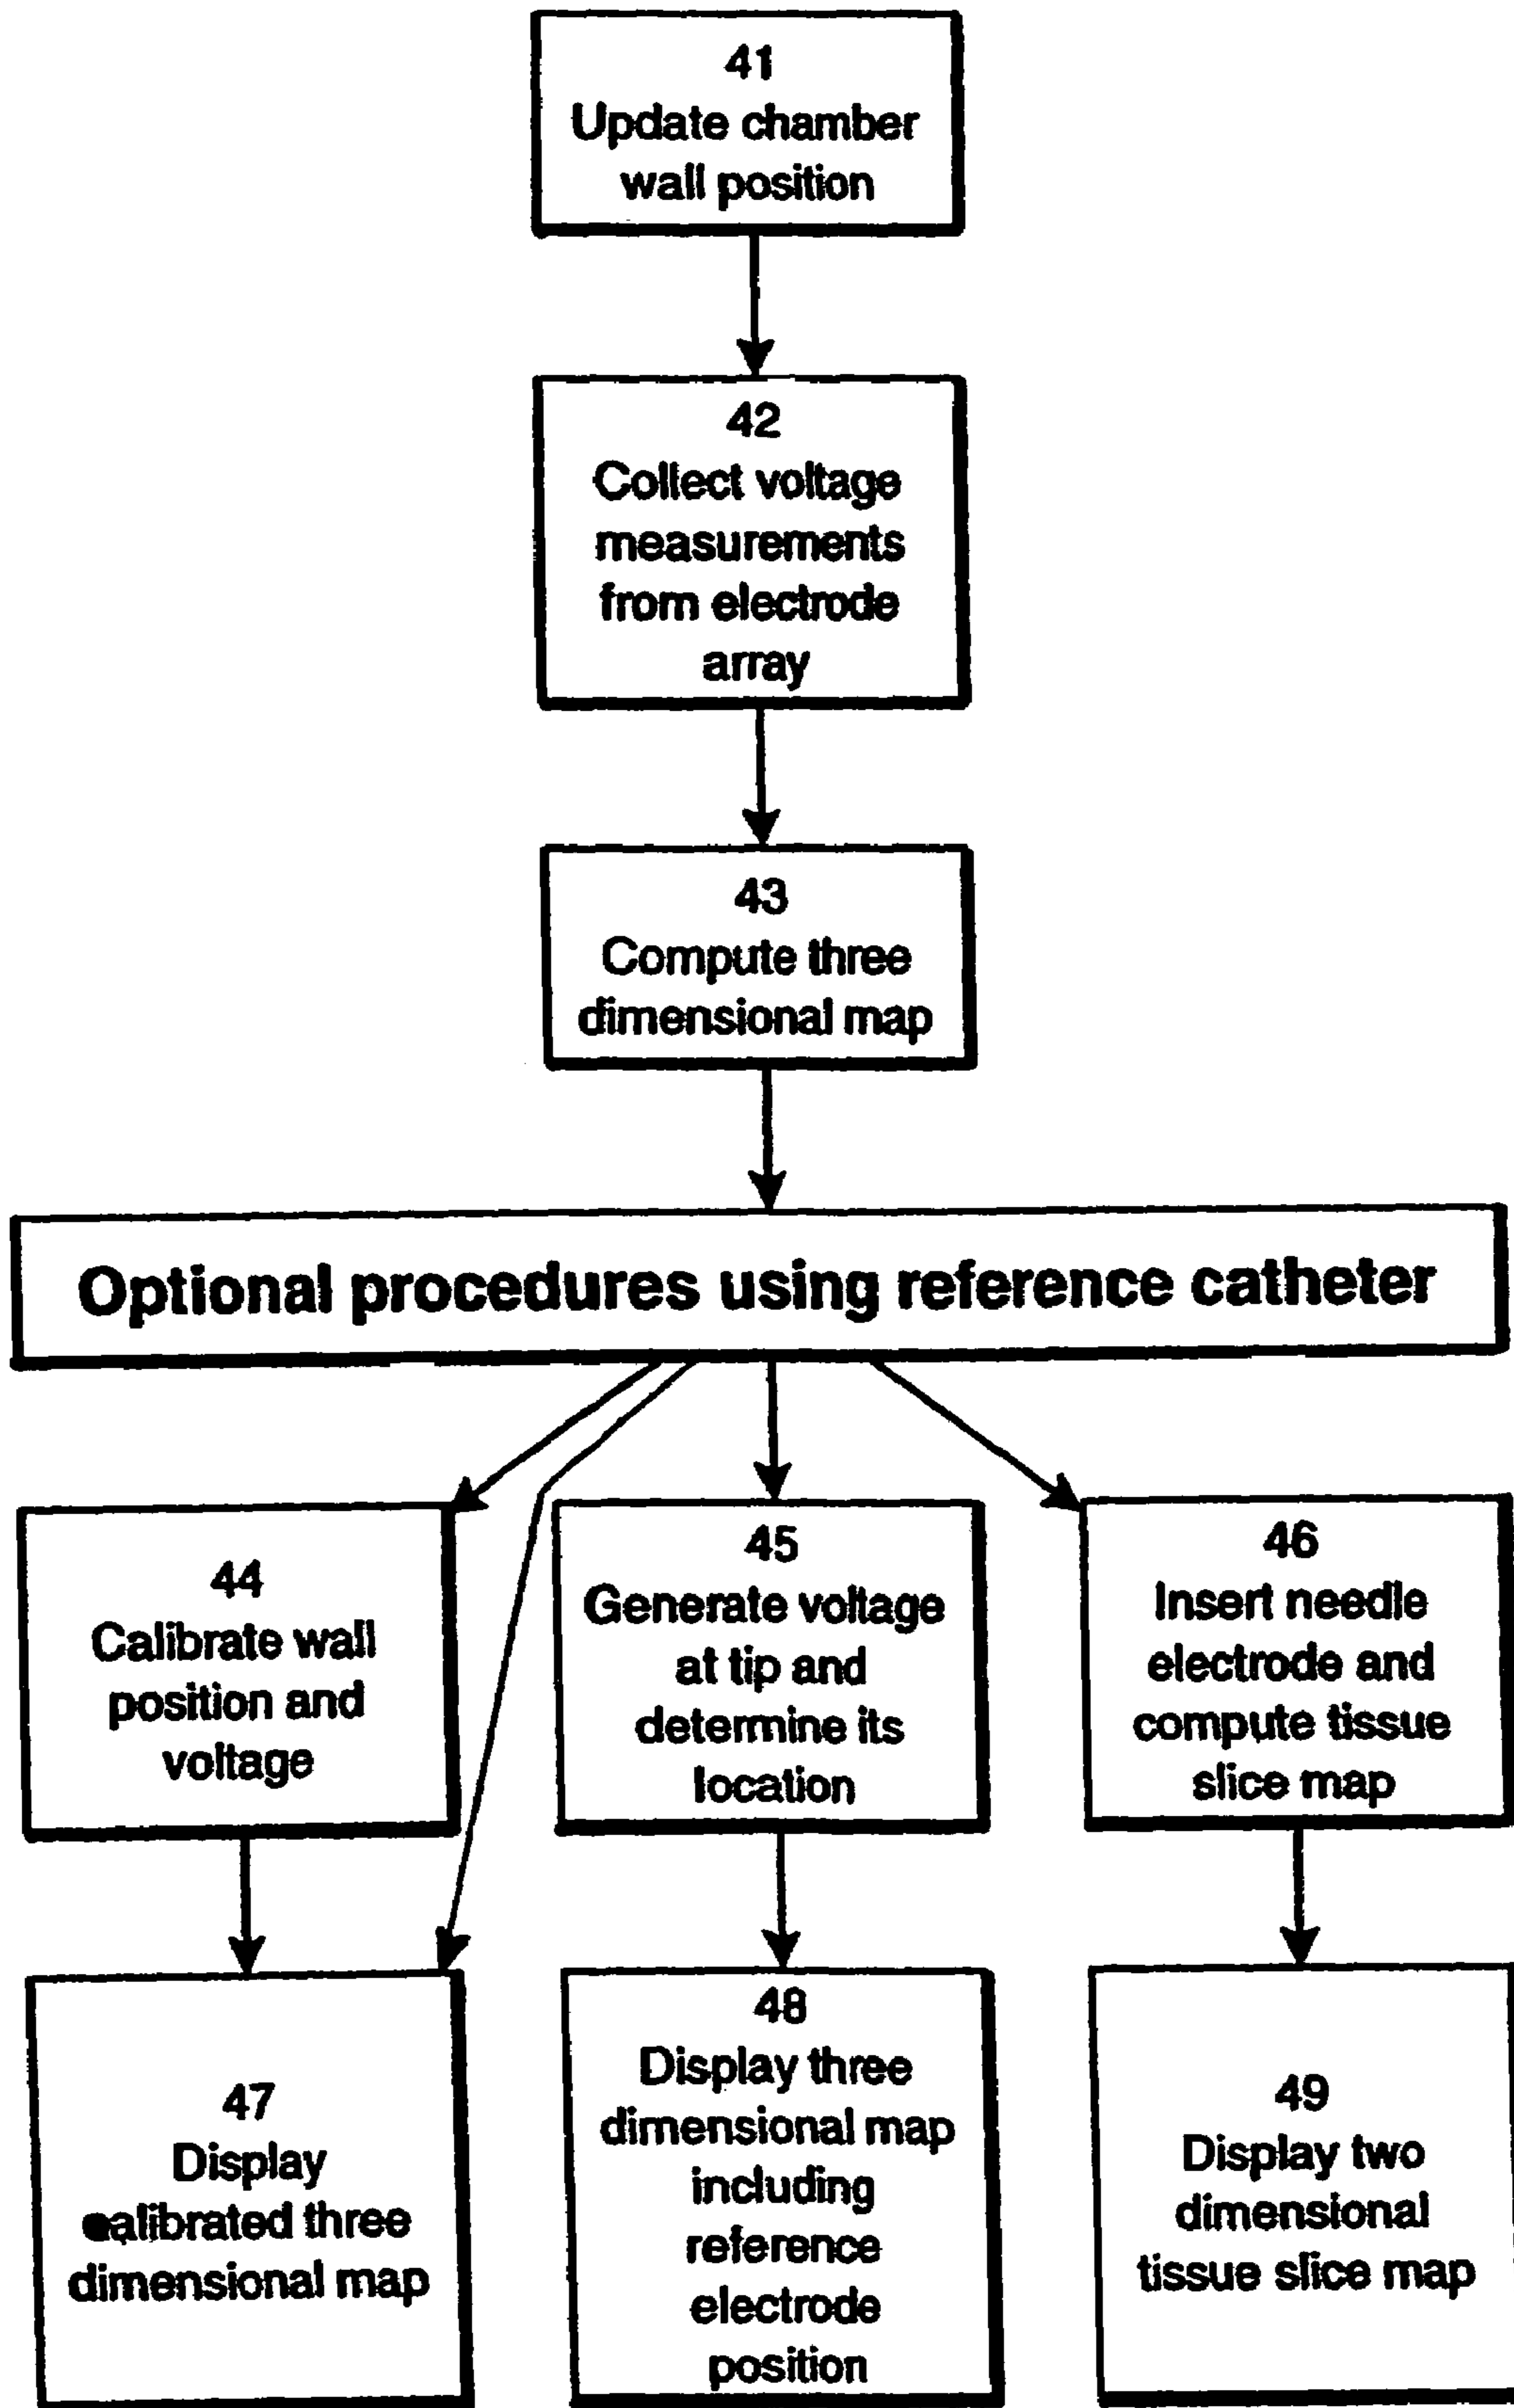 41
Update chamber
wall position
42
Collect voltage
measurements
from electrode
array
43
Compute three
dimensional map
Optional procedures using reference catheter
44
Calibrate wall
position and
voltage
45
Generate voltage
at tip and
determine its
location
46
Insert needle
electrode and
compute tissue
slice map
47
Display
calibrated three
dimensional map
48
Display three
dimensional map
including
reference
electrode
position
49
Display two
dimensional
tissue slice map